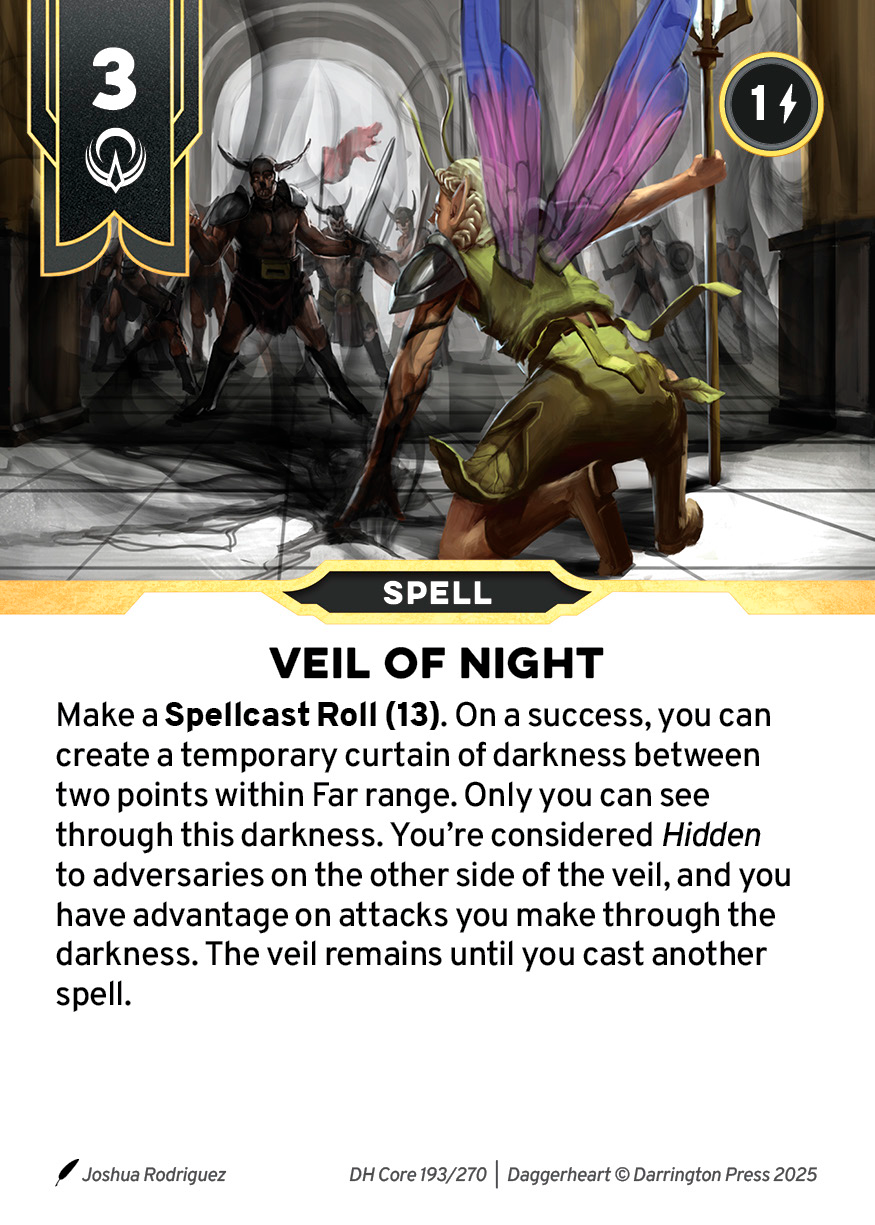 3
1
SPELL
VEIL OF NIGHT
Make a Spellcast Roll (13). On a success, you can
create a temporary curtain of darkness between
two points within Far range. Only you can see
through this darkness. You’re considered Hidden
to adversaries on the other side of the veil, and you
have advantage on attacks you make through the
darkness. The veil remains until you cast another
spell.
Joshua Rodriguez DH Core 193/270 | Daggerheart © Darrington Press 2025